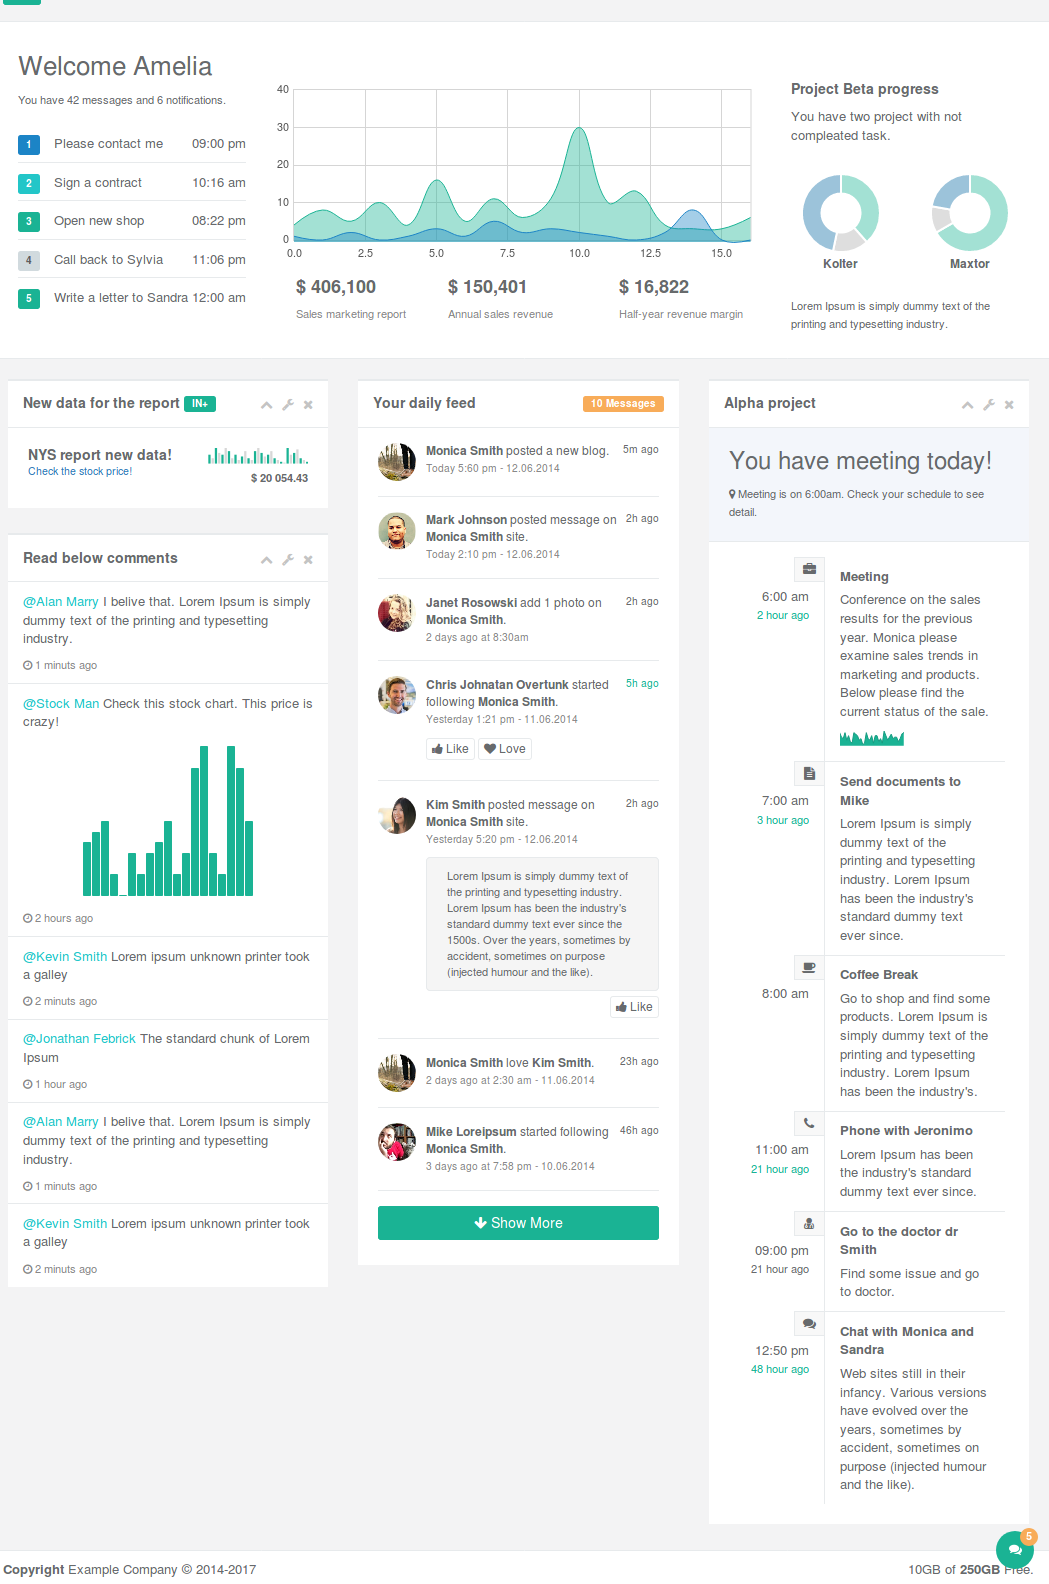 Welcome Amelia
You have 42 messages and 6 notifications.
1 Please contact me 09:00 pm
2 Sign a contract 10:16 am
3 Open new shop 08:22 pm
4 Call back to Sylvia 11:06 pm
5 Write a letter to Sandra 12:00 am
40
30
20
10
0
0.0 2.5 5.0 7.5 10.0 12.5 15.0
$ 406,100 $ 150,401 $ 16,822
Sales marketing report Annual sales revenue Half-year revenue margin
Project Beta progress
You have two project with not
compleated task.
Kolter Maxtor
Lorem Ipsum is simply dummy text of the
printing and typesetting industry.
New data for the report IN+
NYS report new data!
Check the stock price!
$ 20 054.43
Read below comments
@Alan Marry I belive that. Lorem Ipsum is simply
dummy text of the printing and typesetting
industry.
1 minuts ago
@Stock Man Check this stock chart. This price is
crazy!
2 hours ago
@Kevin Smith Lorem ipsum unknown printer took
a galley
2 minuts ago
@Jonathan Febrick The standard chunk of Lorem
Ipsum
1 hour ago
@Alan Marry I belive that. Lorem Ipsum is simply
dummy text of the printing and typesetting
industry.
1 minuts ago
@Kevin Smith Lorem ipsum unknown printer took
a galley
2 minuts ago
Your daily feed 10 Messages
Monica Smith posted a new blog. 5m ago
Today 5:60 pm - 12.06.2014
Mark Johnson posted message on 2h ago
Monica Smith site.
Today 2:10 pm - 12.06.2014
Janet Rosowski add 1 photo on 2h ago
Monica Smith.
2 days ago at 8:30am
Chris Johnatan Overtunk started 5h ago
following Monica Smith.
Yesterday 1:21 pm - 11.06.2014
Like Love
Kim Smith posted message on 2h ago
Monica Smith site.
Yesterday 5:20 pm - 12.06.2014
Lorem Ipsum is simply dummy text of
the printing and typesetting industry.
Lorem Ipsum has been the industry's
standard dummy text ever since the
1500s. Over the years, sometimes by
accident, sometimes on purpose
(injected humour and the like).
Like
Monica Smith love Kim Smith. 23h ago
2 days ago at 2:30 am - 11.06.2014
Mike Loreipsum started following 46h ago
Monica Smith.
3 days ago at 7:58 pm - 10.06.2014
Show More
Alpha project
You have meeting today!
Meeting is on 6:00am. Check your schedule to see
detail.
6:00 am
2 hour ago
Meeting
Conference on the sales
results for the previous
year. Monica please
examine sales trends in
marketing and products.
Below please find the
current status of the sale.
7:00 am
3 hour ago
Send documents to
Mike
Lorem Ipsum is simply
dummy text of the
printing and typesetting
industry. Lorem Ipsum
has been the industry's
standard dummy text
ever since.
8:00 am
Coffee Break
Go to shop and find some
products. Lorem Ipsum is
simply dummy text of the
printing and typesetting
industry. Lorem Ipsum
has been the industry's.
11:00 am
21 hour ago
Phone with Jeronimo
Lorem Ipsum has been
the industry's standard
dummy text ever since.
09:00 pm
21 hour ago
Go to the doctor dr
Smith
Find some issue and go
to doctor.
12:50 pm
48 hour ago
Chat with Monica and
Sandra
Web sites still in their
infancy. Various versions
have evolved over the
years, sometimes by
accident, sometimes on
purpose (injected humour
and the like).
5
Copyright Example Company © 2014-2017
10GB of 250GB Free.